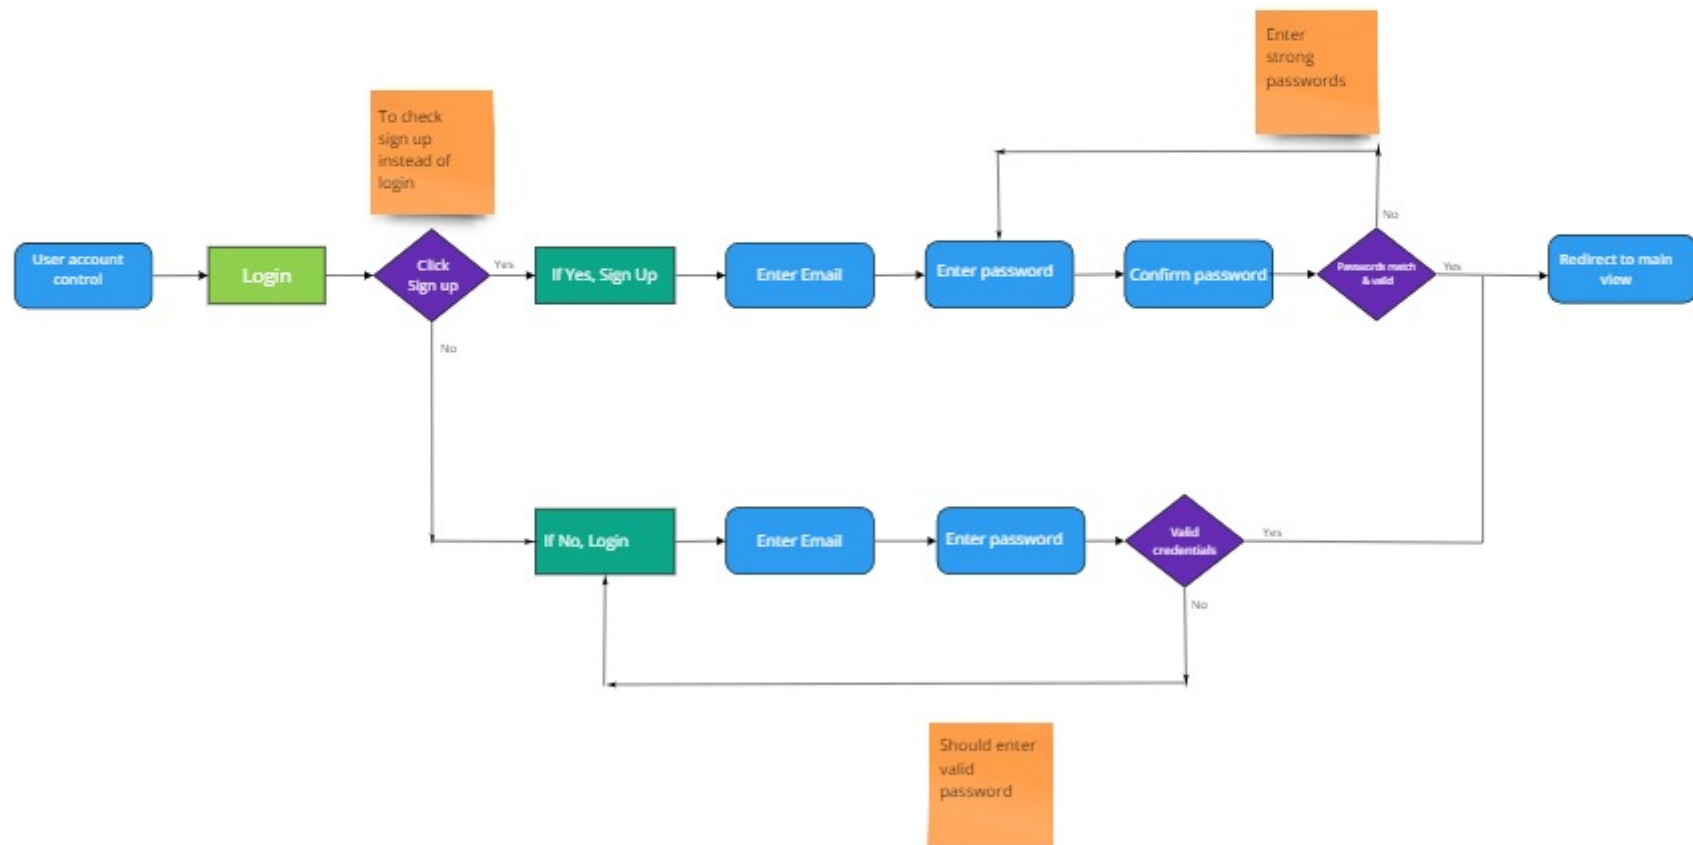 Enter
strong
passwords
To check
sign up
instead of
login
No
User account
control
Login
Click
Sign up
Yes
If Yes, Sign Up
Enter Email
Enter password
Confirm password
Passwords match
& valid
Yes
Redirect to main
view
No
If No, Login
Enter Email
Enter password
Valid
credentials
Yes
No
Should enter
valid
password